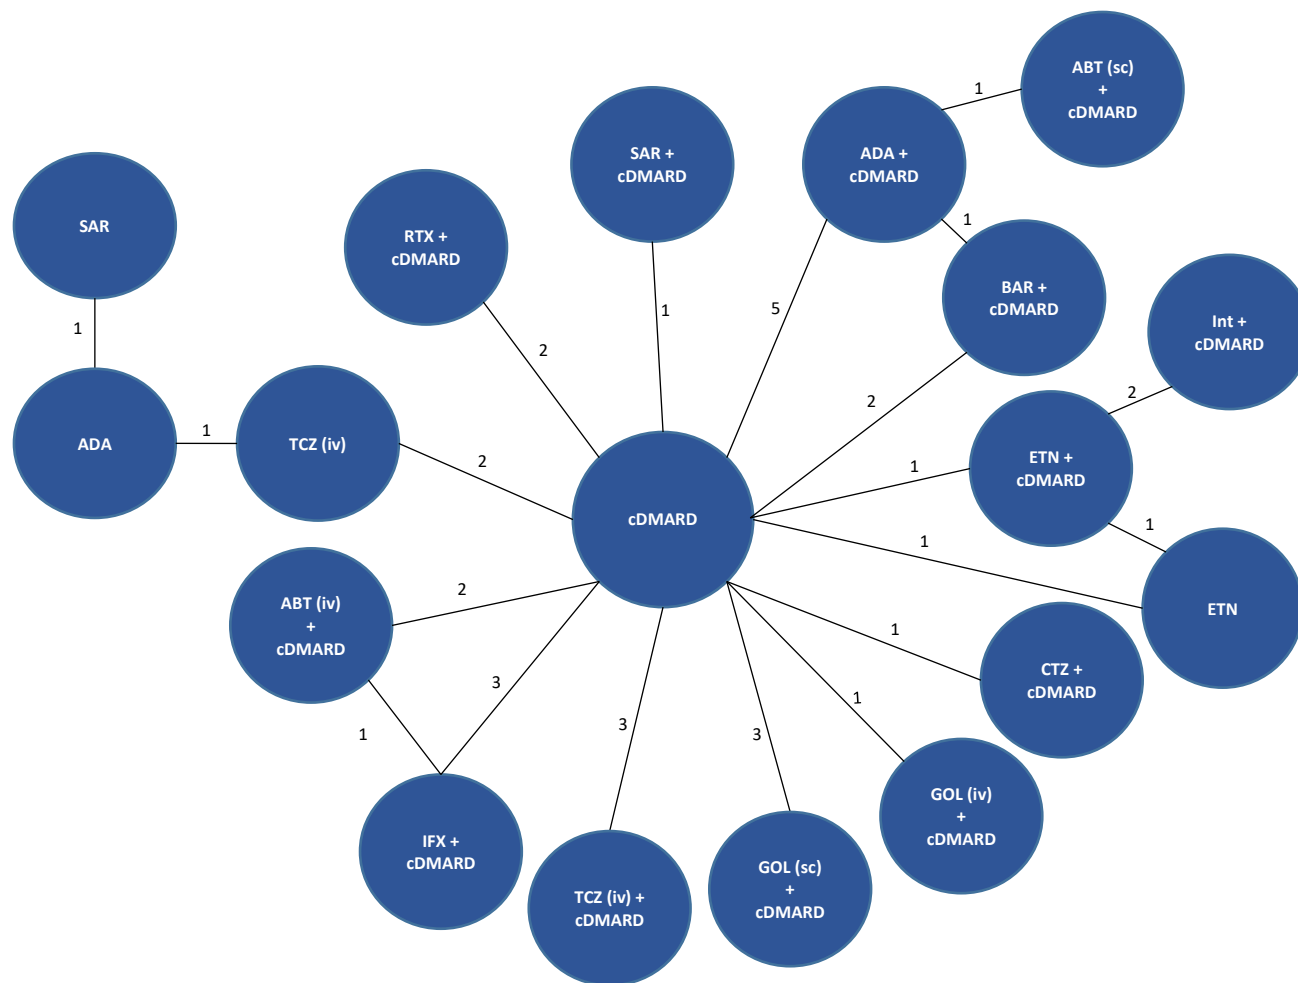 ABT (sc)
+
cDMARD
1
SAR +
cDMARD
ADA +
cDMARD
SAR
RTX +
cDMARD
1
BAR +
cDMARD
Int +
cDMARD
1
1
5
2
2
2
1
ADA
TCZ (iv)
2
1
ETN +
cDMARD
cDMARD
1
1
ABT (iv)
+
cDMARD
2
ETN
1
CTZ +
cDMARD
3
1
3
3
1
IFX +
cDMARD
GOL (iv)
+
cDMARD
TCZ (iv) +
cDMARD
GOL (sc)
+
cDMARD